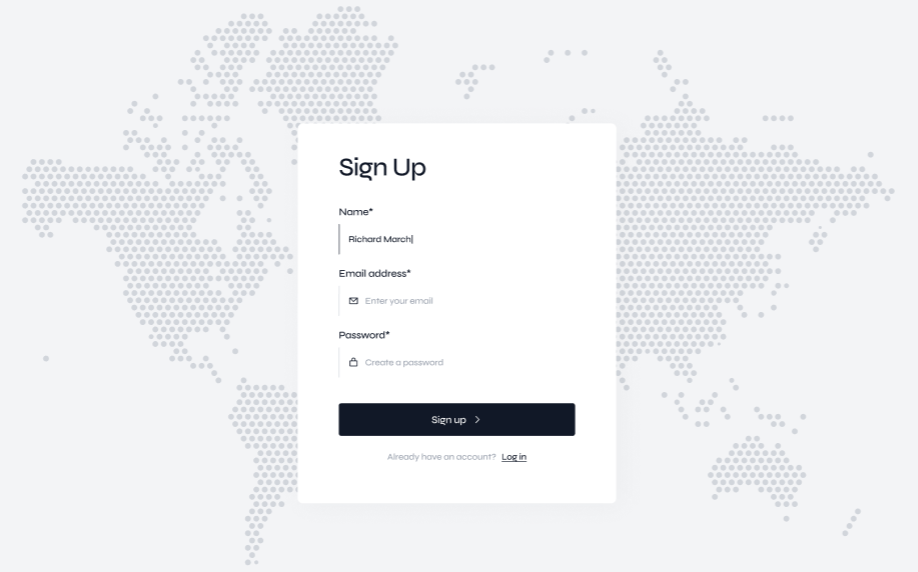 Sign Up
Name*
Richard March
Email address*
Enter your email
Password*
Create a password
Sign up
Already have an account? Log in